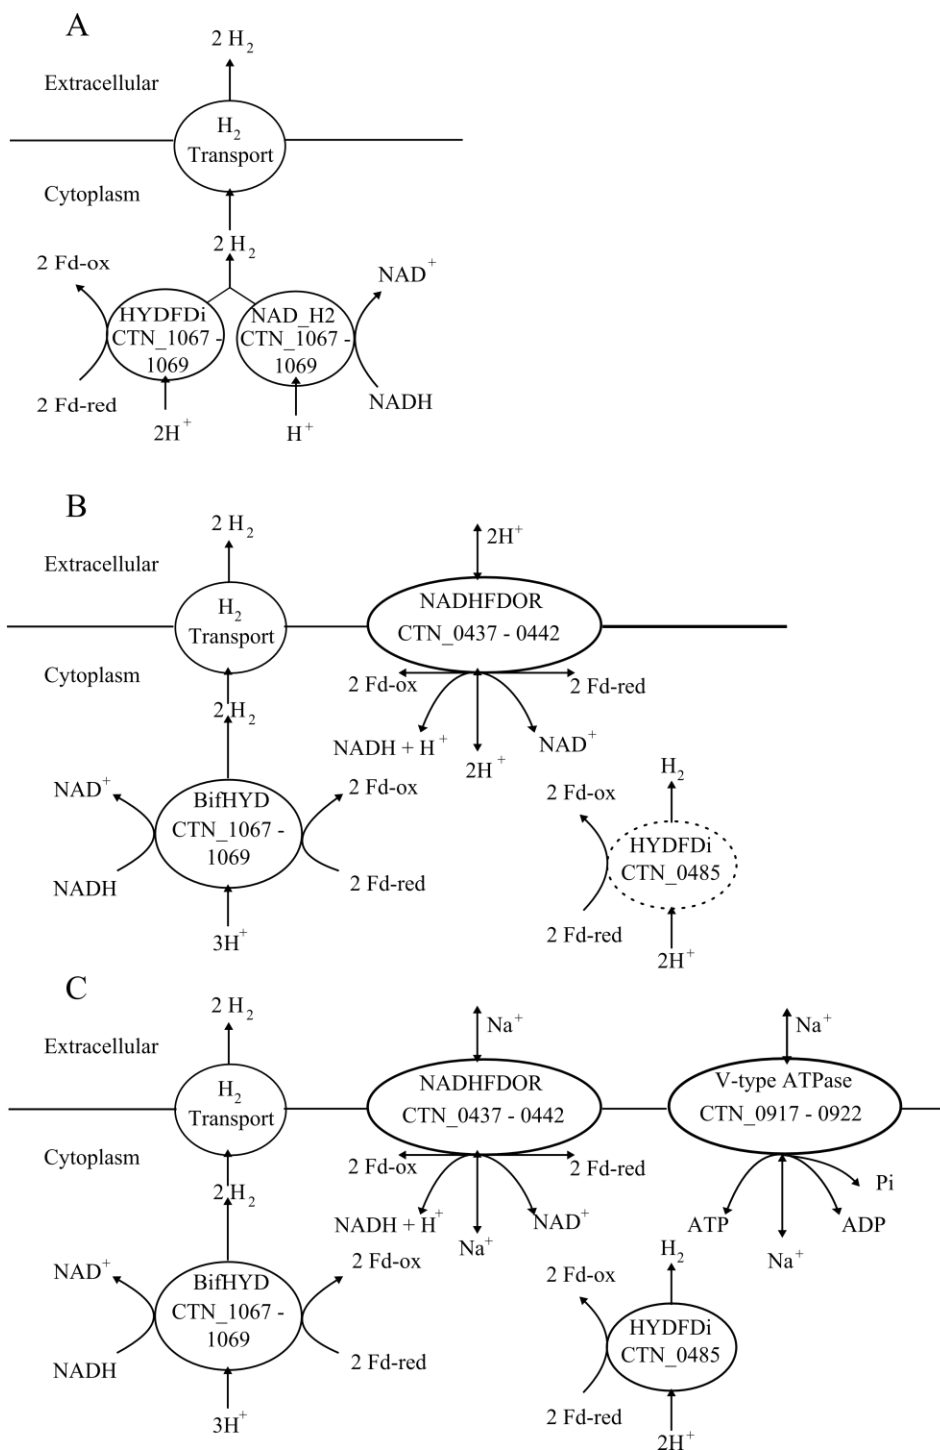 A
2 H2
Extracellular
H2
Transport
Cytoplasm
2 H2
2 Fd-ox
NAD+
HYDFDi
CTN_1067 -
1069
NAD_H2
CTN_1067 -
1069
2 Fd-red
NADH
2H+
H+
B
2 H2
2H+
Extracellular
H2
Transport
NADHFDOR
CTN_0437 - 0442
Cytoplasm
2 Fd-ox
2 Fd-red
2 H2
NADH + H+
2H+
NAD+
NAD+
BifHYD
CTN_1067 -
1069
2 Fd-ox
NADH
2 Fd-red
3H+
H2
2 Fd-ox
HYDFDi
CTN_0485
2 Fd-red
2H+
C
2 H2
Na+
Na+
Extracellular
H2
Transport
NADHFDOR
CTN_0437 - 0442
V-type ATPase
CTN_0917 - 0922
Cytoplasm
2 Fd-ox
2 Fd-red
Pi
2 H2
NADH + H+
Na+
NAD+
ATP
Na+
ADP
NAD+
BifHYD
CTN_1067 -
1069
2 Fd-ox
NADH
2 Fd-red
3H+
H2
2 Fd-ox
HYDFDi
CTN_0485
2 Fd-red
2H+